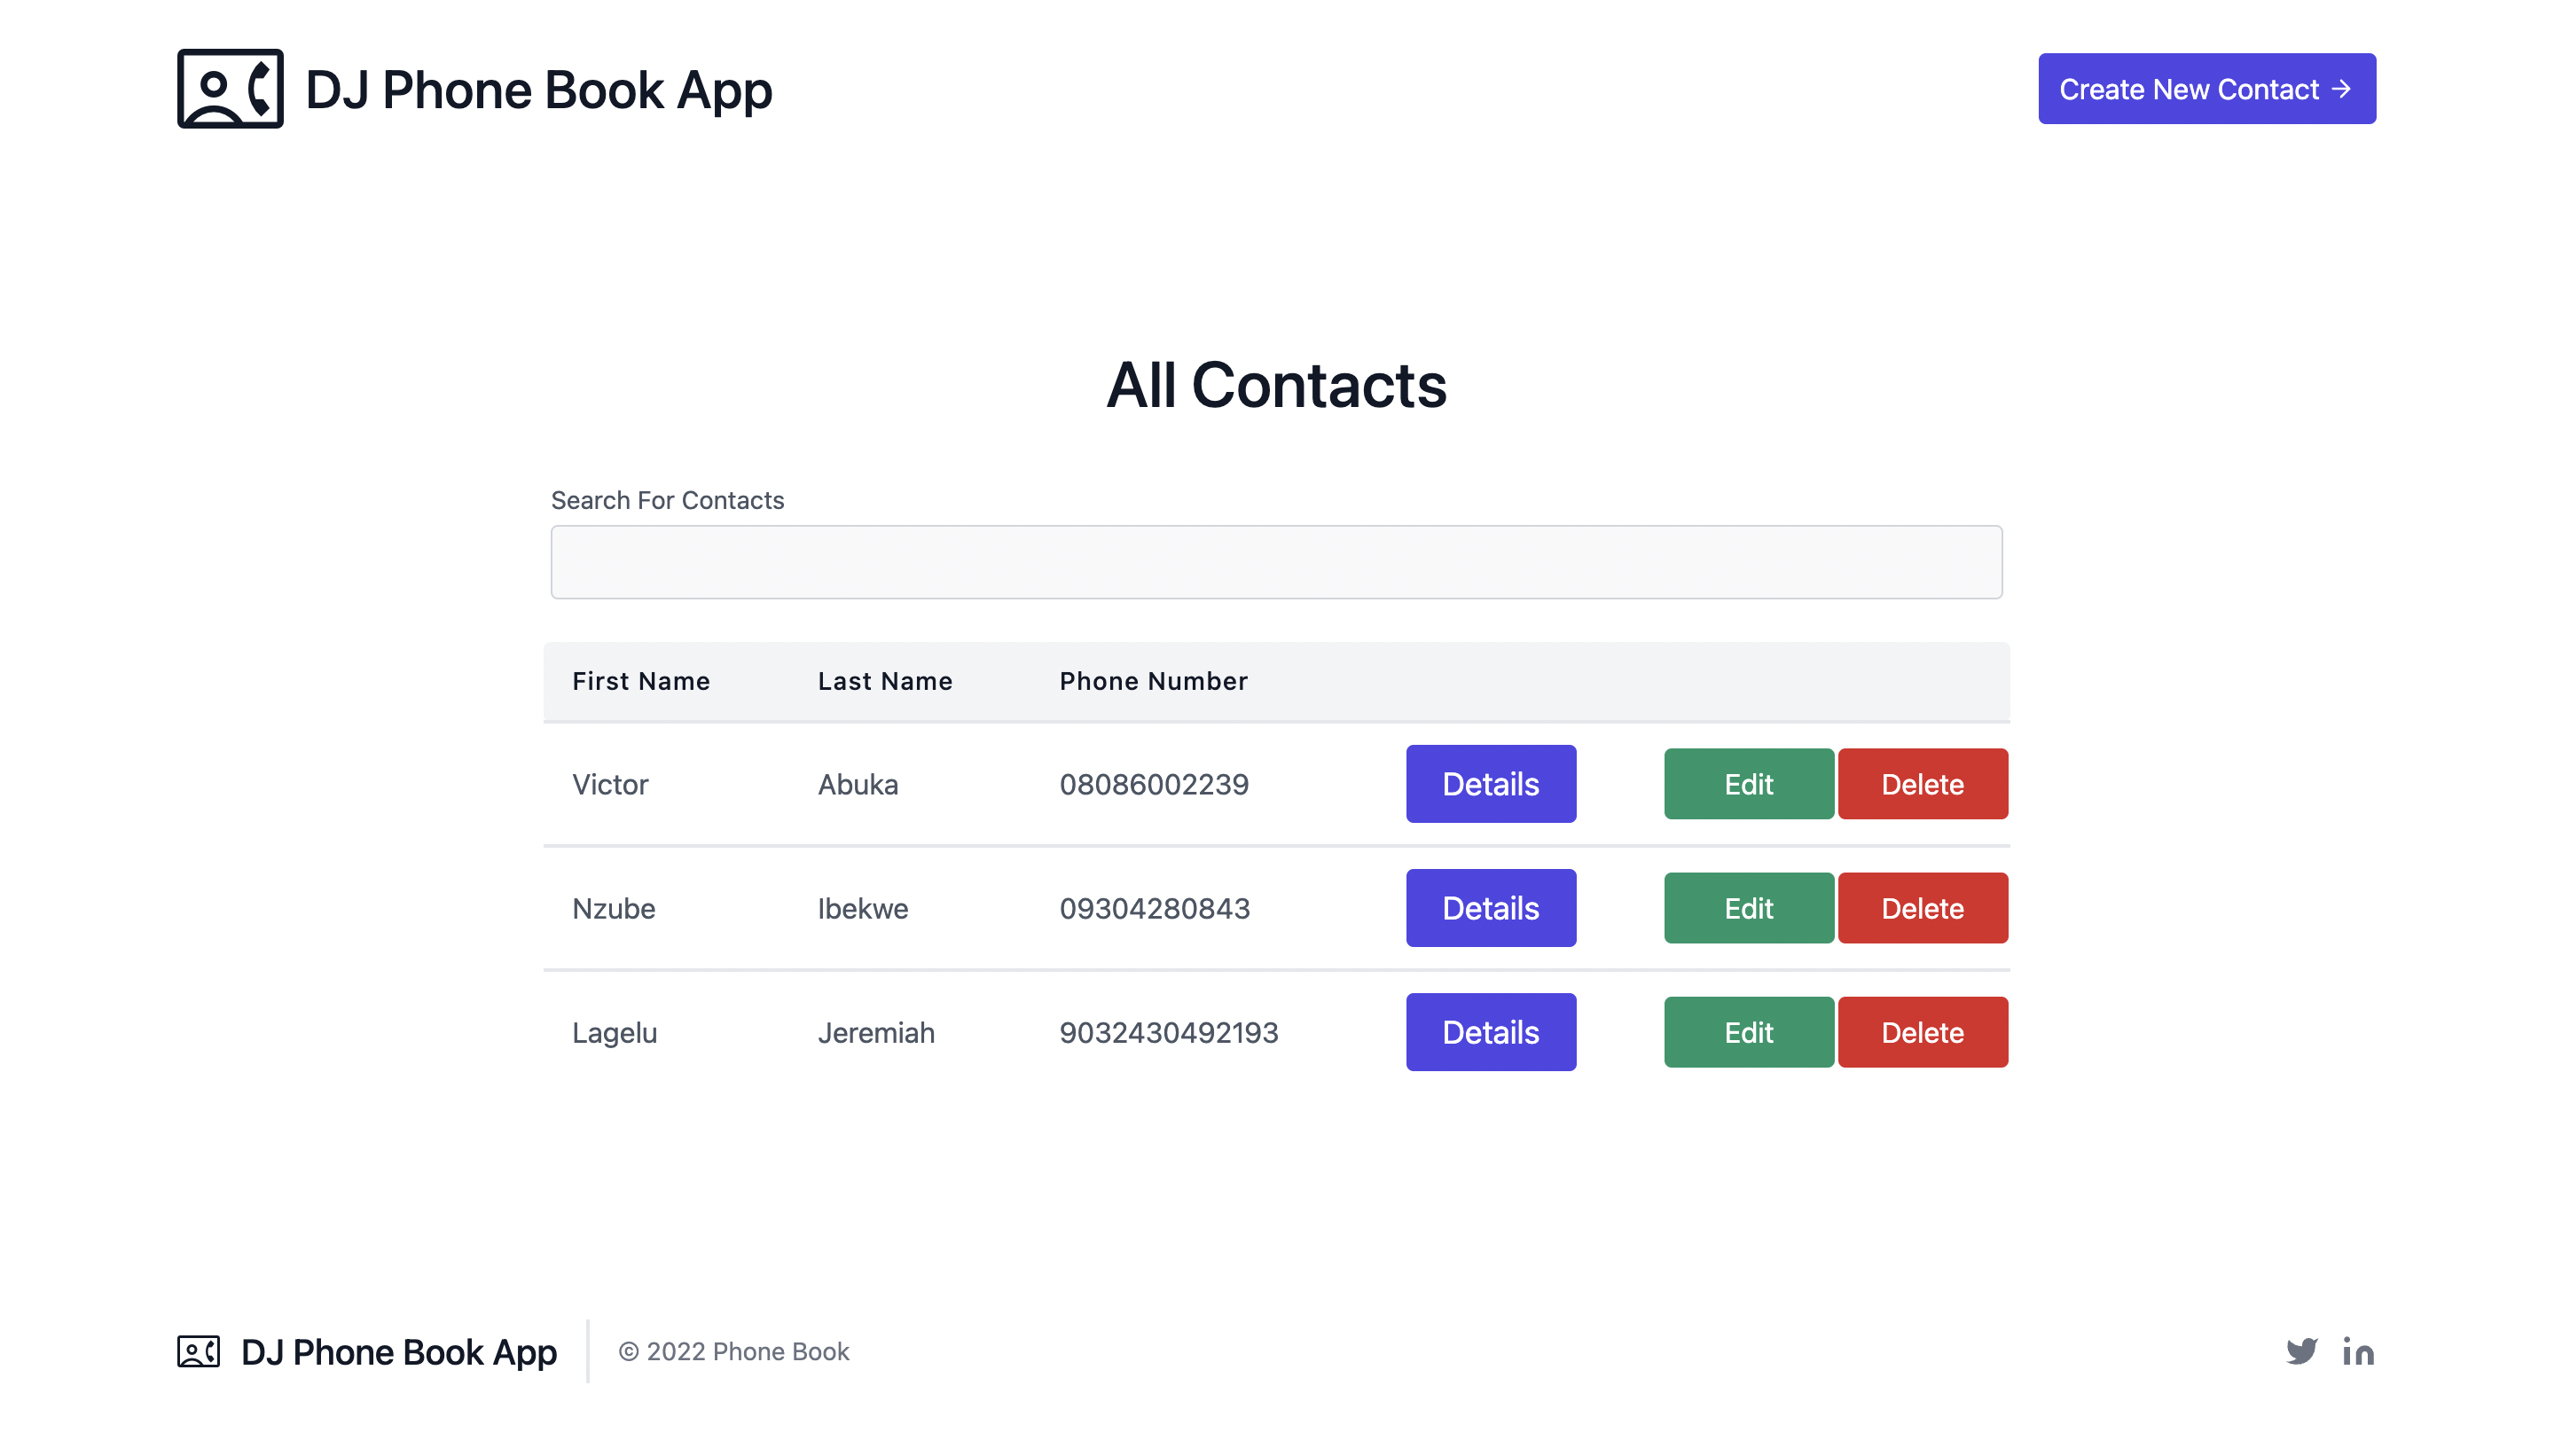 DJ Phone Book App
Create New Contact →
All Contacts
Search For Contacts
First Name Last Name Phone Number
Victor Abuka 08086002239 Details Edit Delete
Nzube Ibekwe 09304280843 Details Edit Delete
Lagelu Jeremiah 9032430492193 Details Edit Delete
DJ Phone Book App
© 2022 Phone Book
in